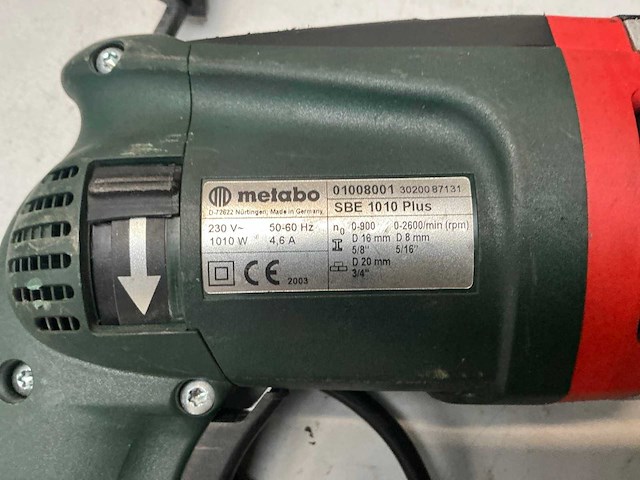 metabo
D-72622 Nürtingen, Made in Germany
230 V~ 50-60 Hz
1010 W 4,6 A
CE 2003
01008001 3020087131
SBE 1010 Plus
n0 0-900 0-2600/min (rpm)
D 16 mm D 8 mm
5/8" 5/16"
D 20 mm
3/4"